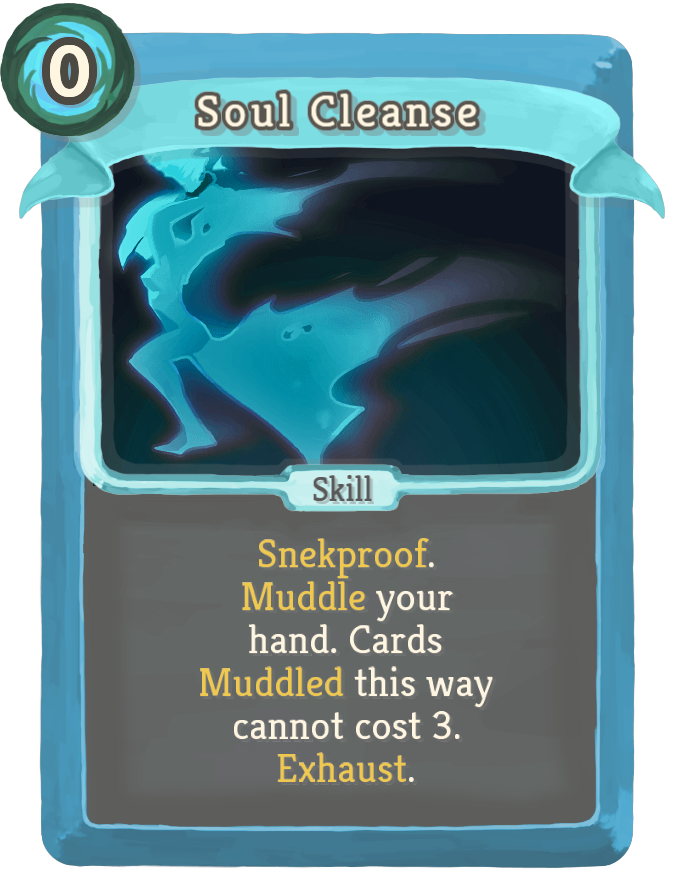 0
Soul Cleanse
Skill
Snekproof.
Muddle your
hand. Cards
Muddled this way
cannot cost 3.
Exhaust.